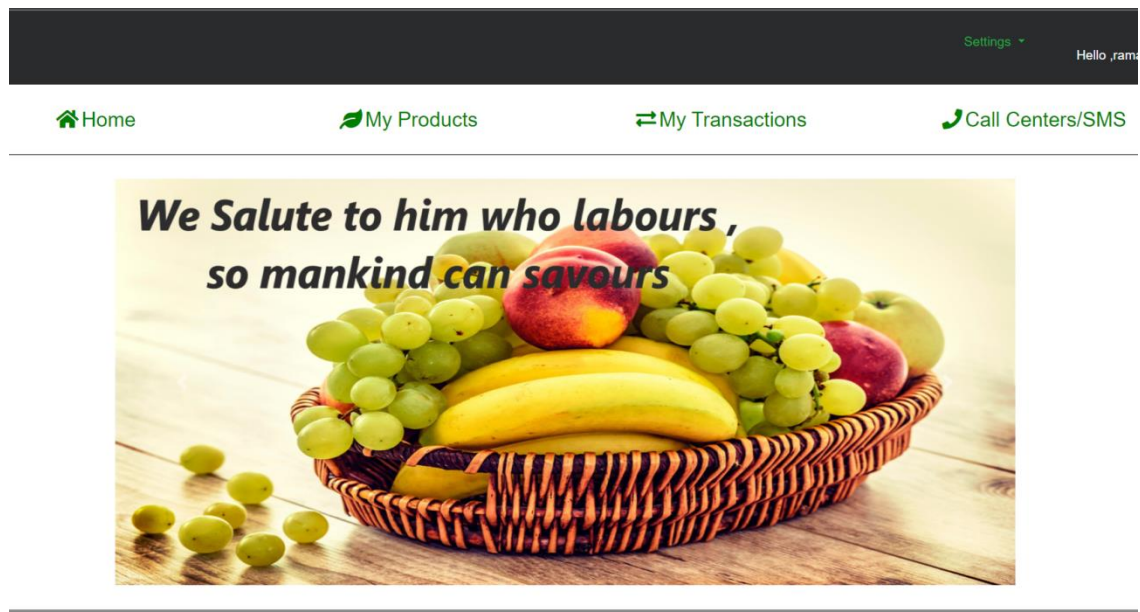 Settings
Hello ,rama
Home
My Products
My Transactions
Call Centers/SMS
We Salute to him who labours ,
so mankind can savours